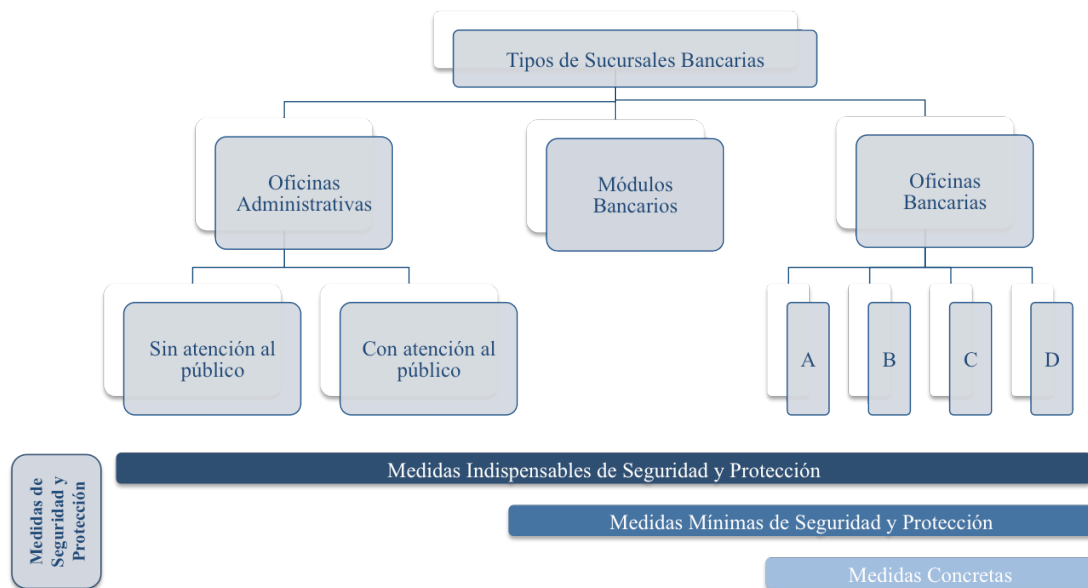 Tipos de Sucursales Bancarias
Oficinas
Administrativas
Módulos
Bancarios
Oficinas
Bancarias
Sin atención al
público
Con atención al
público
A
B
C
D
Medidas de
Seguridad y
Protección
Medidas Indispensables de Seguridad y Protección
Medidas Mínimas de Seguridad y Protección
Medidas Concretas